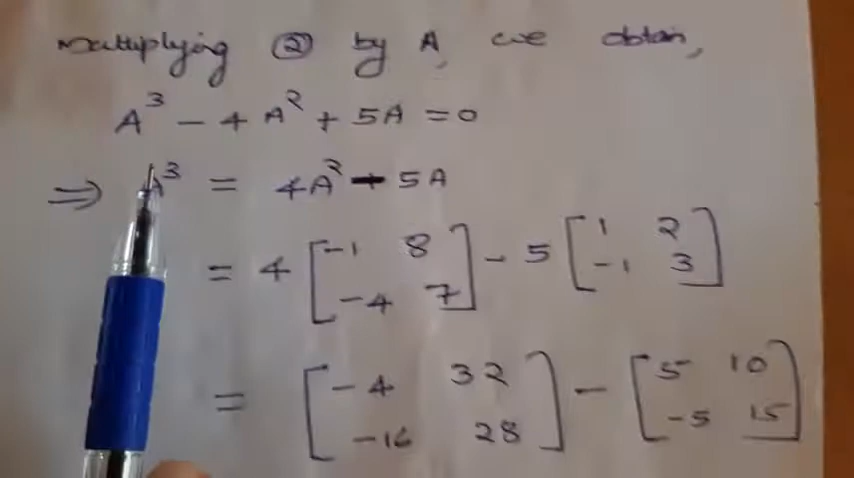 Multiplying ② by A, we obtain,
A³ - 4A² + 5A = 0
⇒ A³ = 4A² - 5A
= 4 [-1 8 - 5 [1 2
-4 7] -1 3]
= [-4 32 - [5 10
-16 28] -5 15]